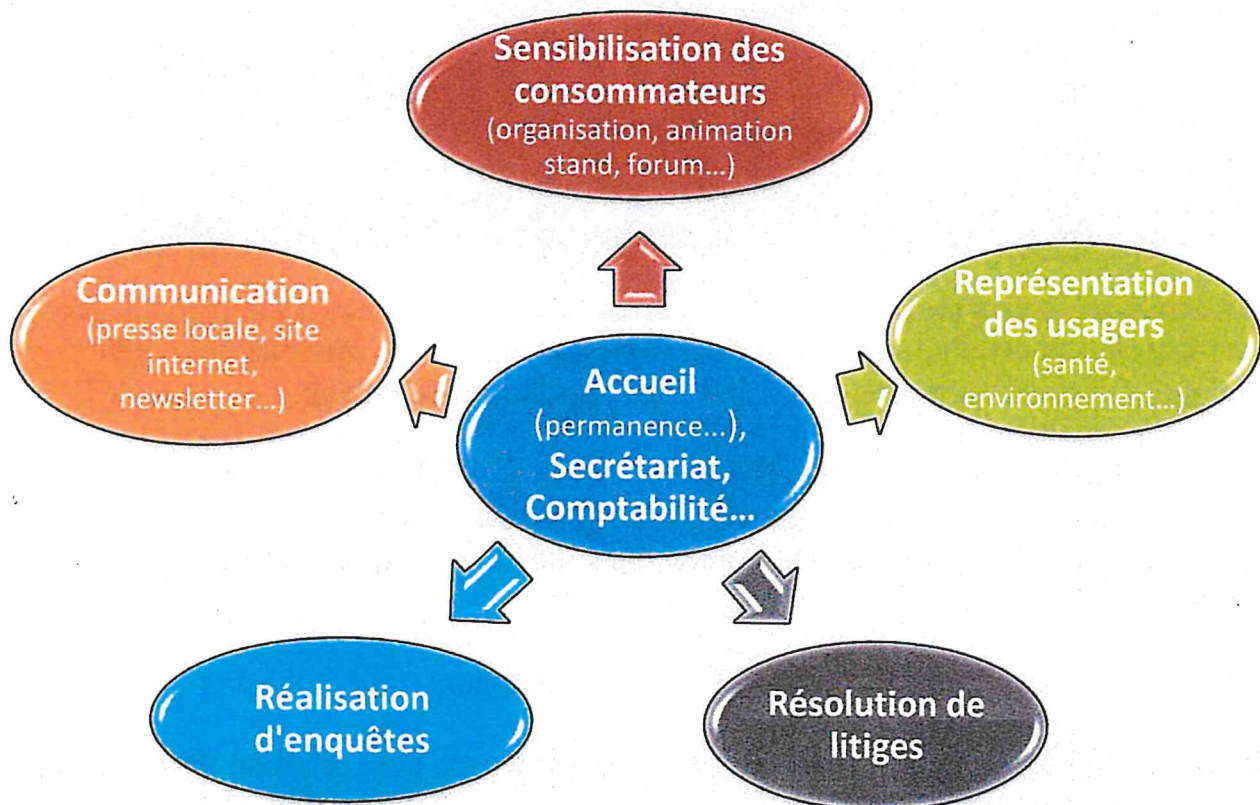 Sensibilisation des
consommateurs
(organisation, animation
stand, forum...)
Communication
(presse locale, site
internet,
newsletter...)
Représentation
des usagers
(santé,
environnement...)
Accueil
(permanence...),
Secrétariat,
Comptabilité...
Réalisation
d'enquêtes
Résolution de
litiges